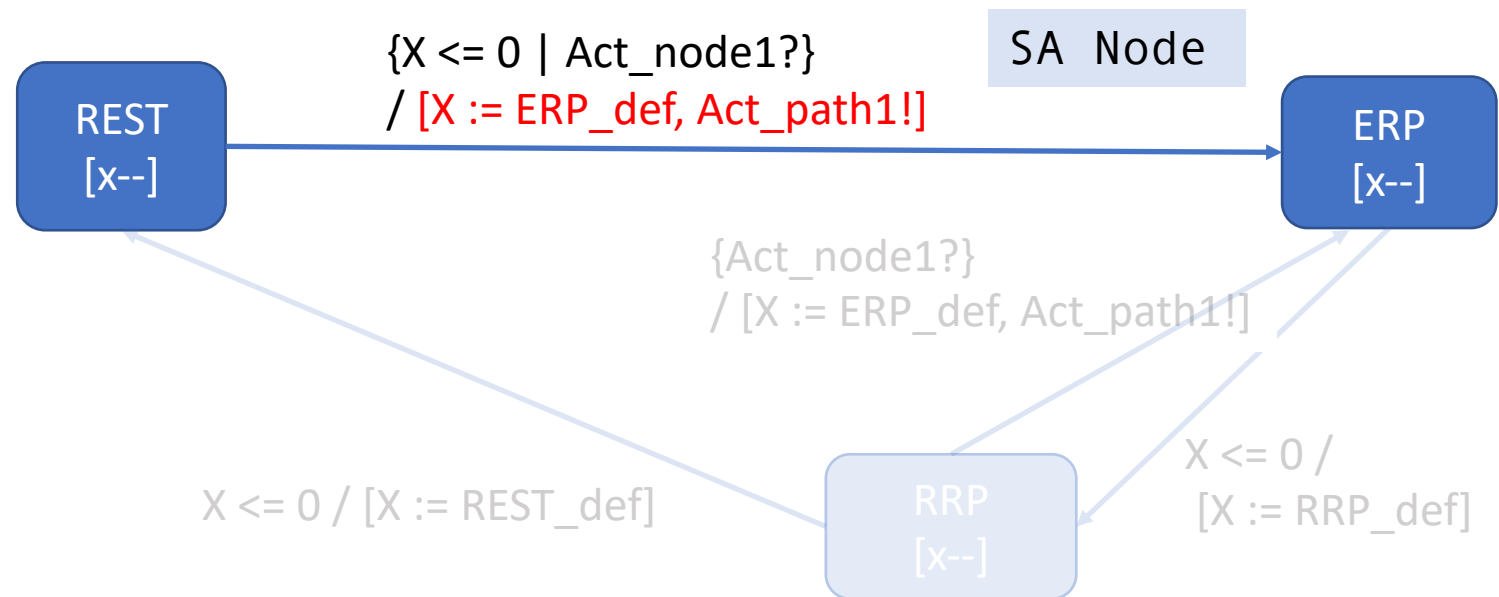 {X <= 0 | Act_node1?}
/ [X := ERP_def, Act_path1!]
SA Node
REST
[x--]
ERP
[x--]
{Act_node1?}
/ [X := ERP_def, Act_path1!]
X <= 0 /
[X := RRP_def]
X <= 0 / [X := REST_def]
RRP
[x--]